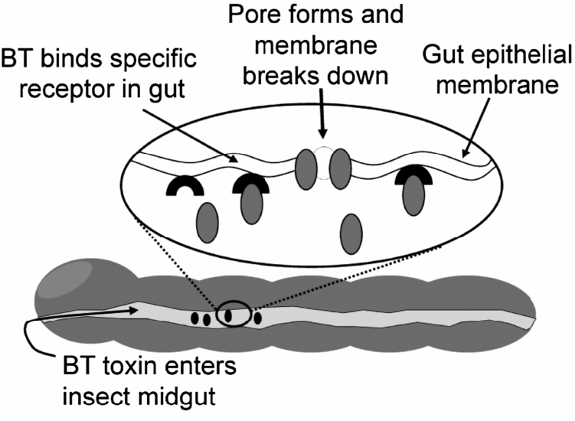 Pore forms and
membrane
breaks down
BT binds specific
receptor in gut
Gut epithelial
membrane
BT toxin enters
insect midgut